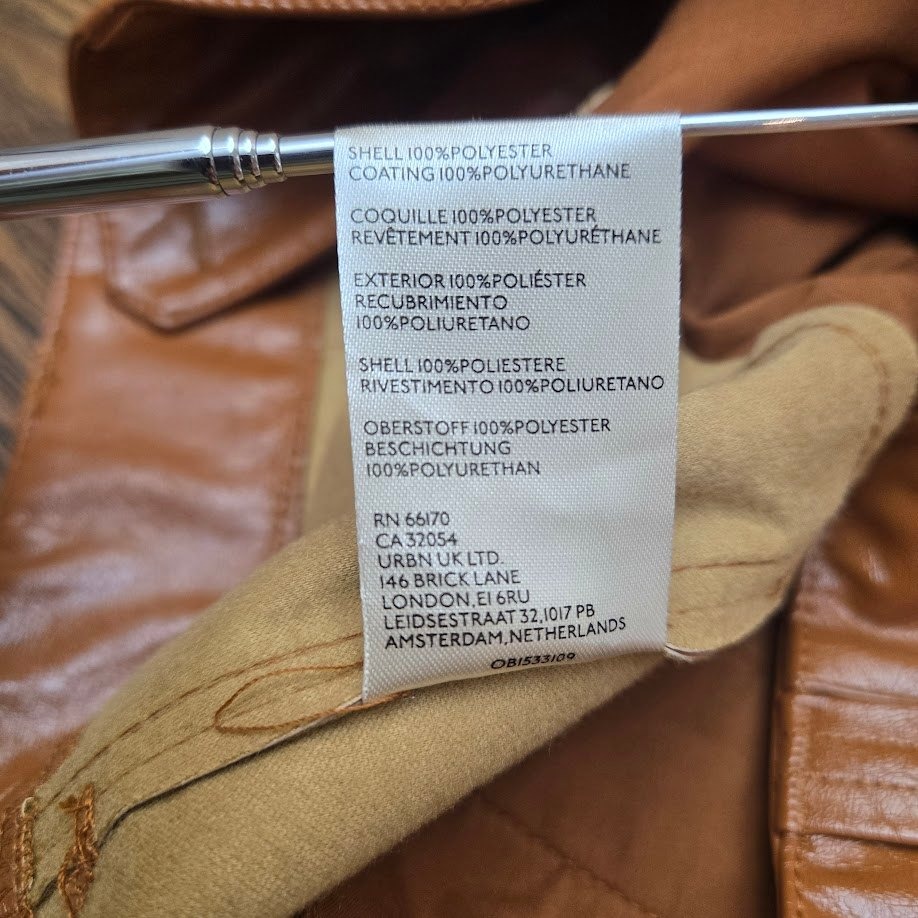 SHELL 100%POLYESTER
COATING 100%POLYURETHANE
COQUILLE 100%POLYESTER
REVÊTEMENT 100%POLYURÉTHANE
EXTERIOR 100%POLIÉSTER
RECUBRIMIENTO
100%POLIURETANO
SHELL 100%POLIESTERE
RIVESTIMENTO 100%POLIURETANO
OBERSTOFF 100%POLYESTER
BESCHICHTUNG
100%POLYURETHAN
RN 66170
CA 32054
URBN UK LTD.
146 BRICK LANE
LONDON,E1 6RU
LEIDSESTRAAT 32,1017 PB
AMSTERDAM,NETHERLANDS
OB1533109